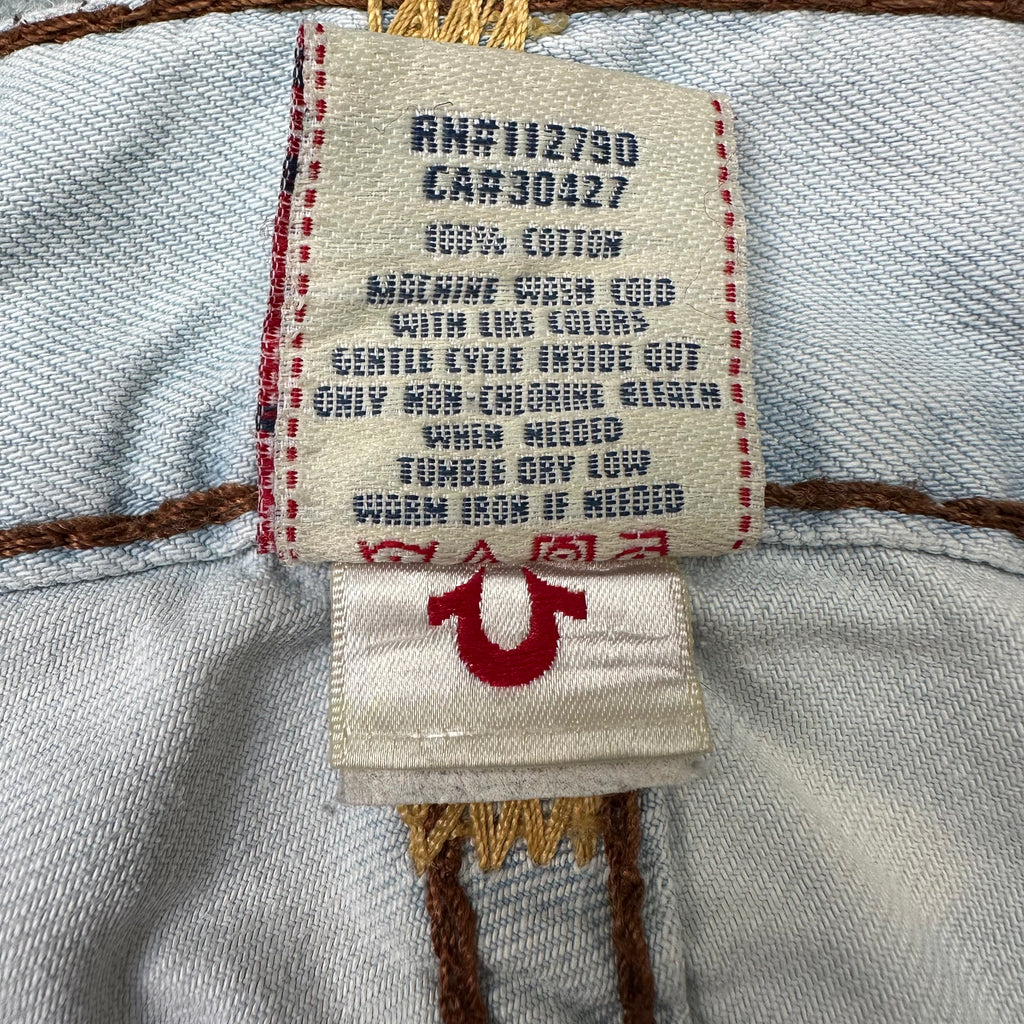 RN#112790
CA#30427
100% COTTON
MACHINE WASH COLD
WITH LIKE COLORS
GENTLE CYCLE INSIDE OUT
ONLY NON-CHLORINE BLEACH
WHEN NEEDED
TUMBLE DRY LOW
WARM IRON IF NEEDED